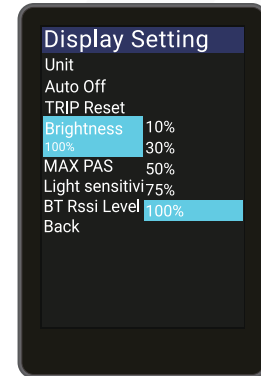 Display Setting
Unit
Auto Off
TRIP Reset
Brightness
100%
10%
30%
MAX PAS
50%
Light sensitivi
75%
BT Rssi Level
100%
Back